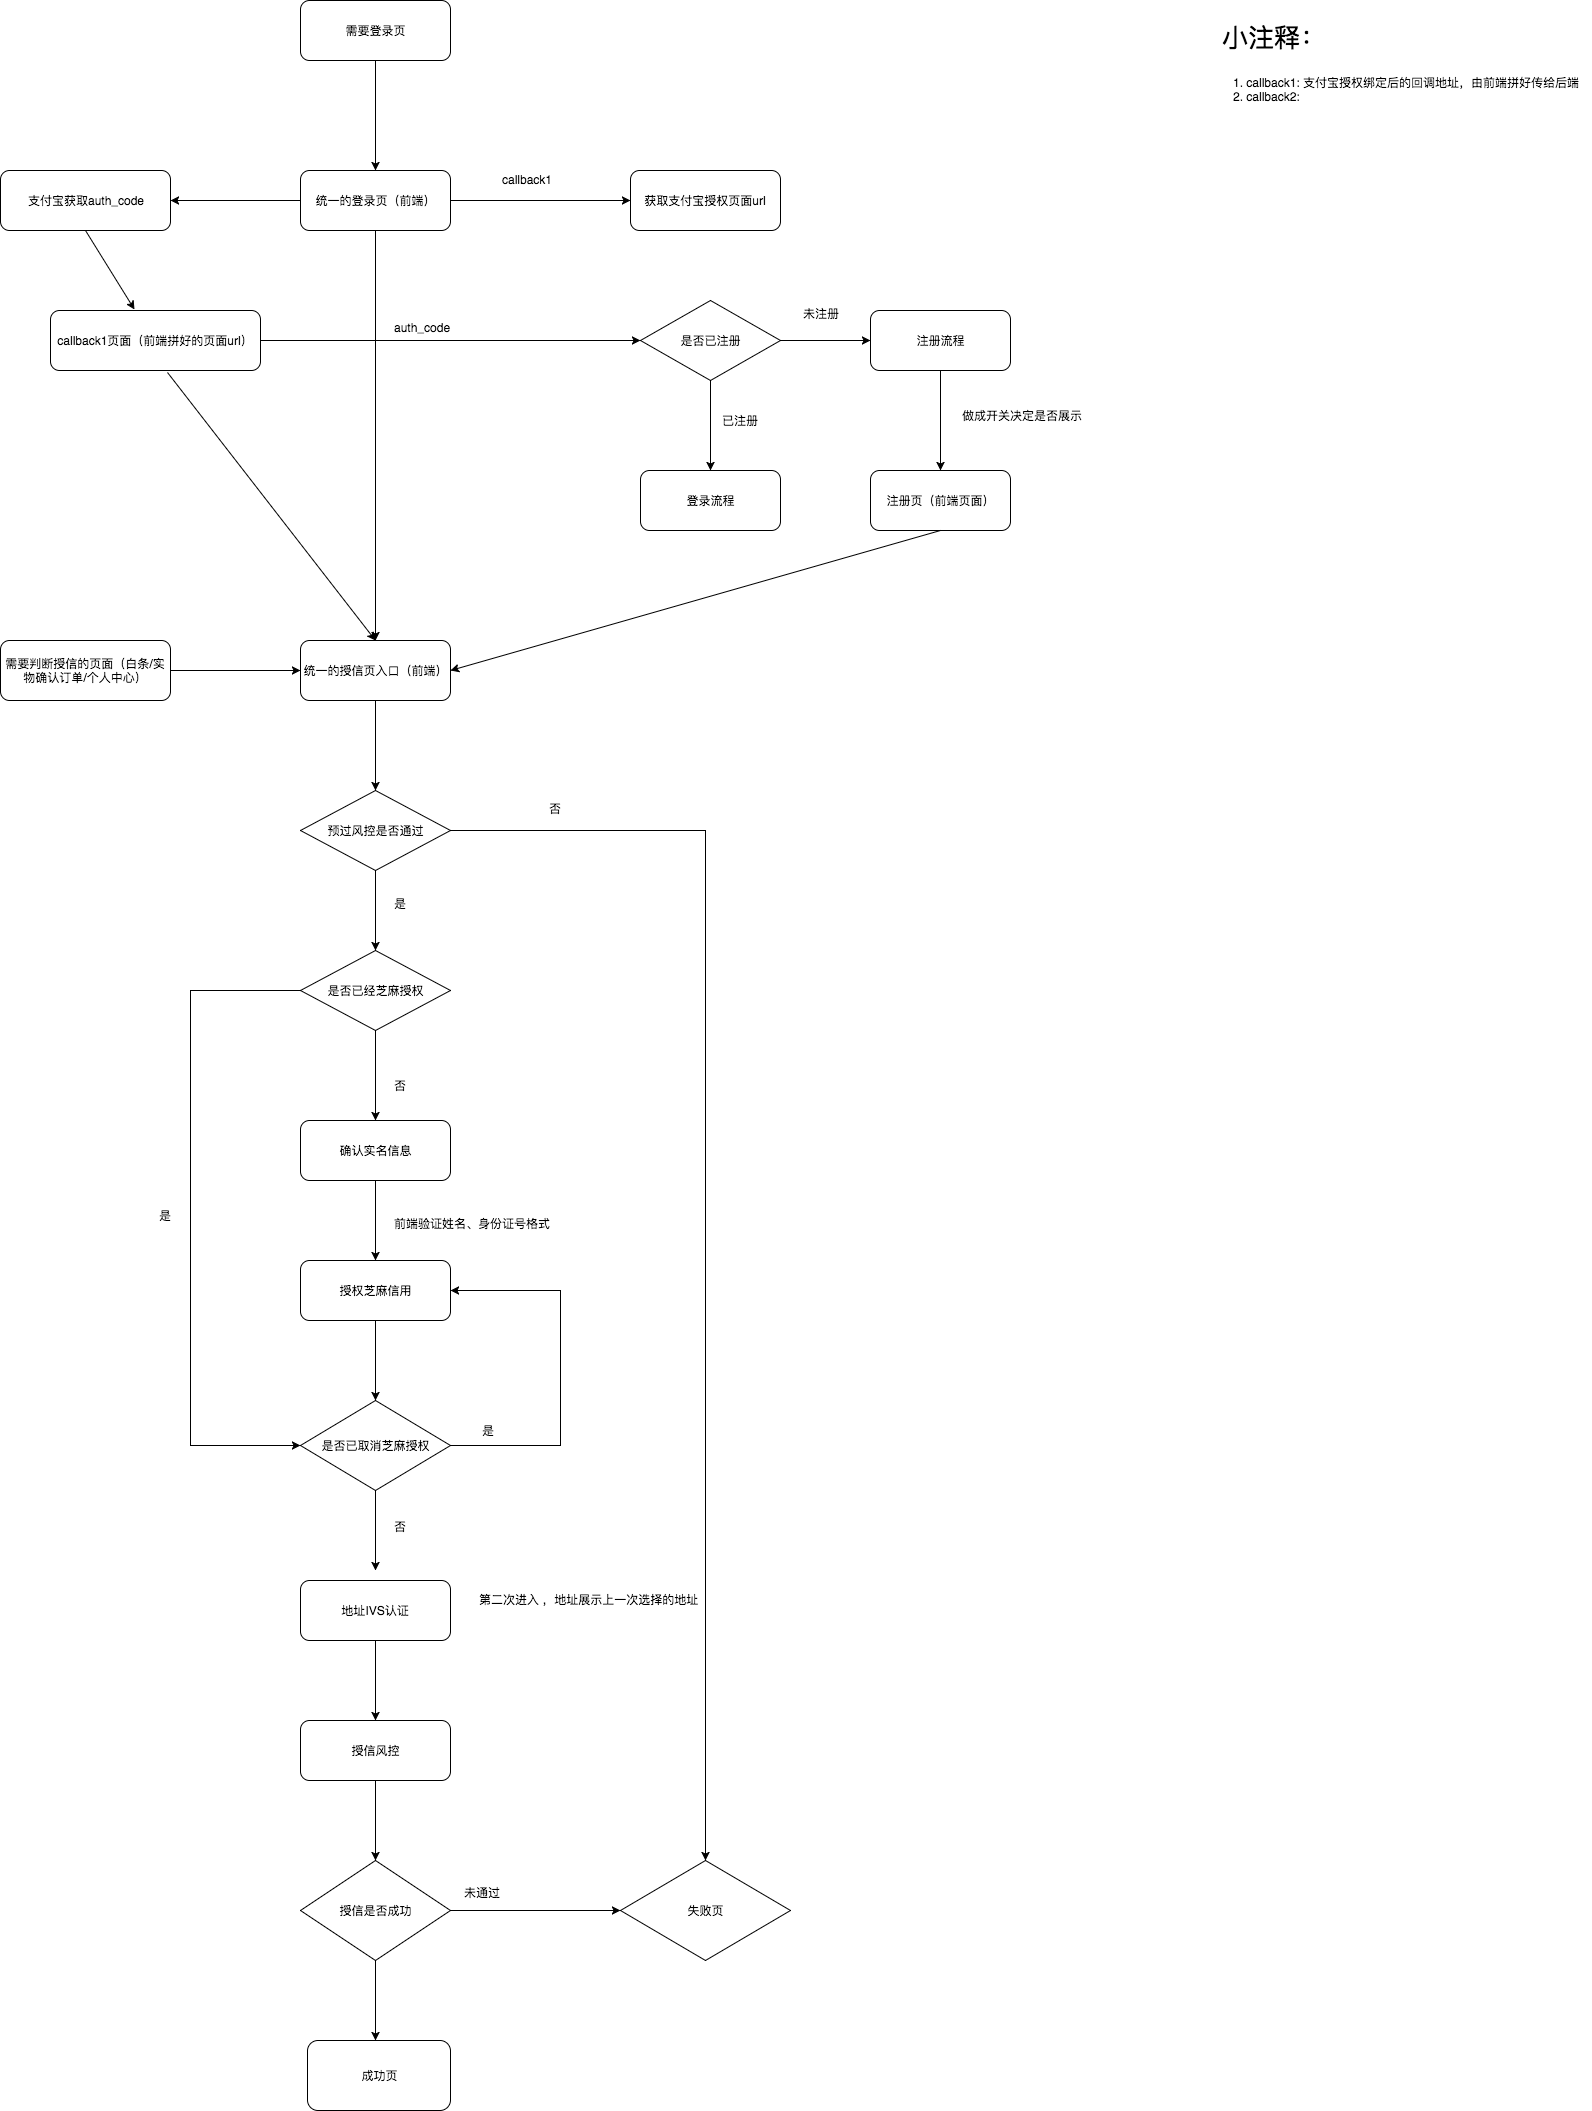 需要登录页
小注释：
1. callback1: 支付宝授权绑定后的回调地址，由前端拼好传给后端
2. callback2:
支付宝获取auth_code
统一的登录页（前端）
callback1
获取支付宝授权页面url
callback1页面（前端拼好的页面url）
auth_code
是否已注册
未注册
注册流程
已注册
做成开关决定是否展示
登录流程
注册页（前端页面）
需要判断授信的页面（白条/实
物确认订单/个人中心）
统一的授信页入口（前端）
预过风控是否通过
否
是
是否已经芝麻授权
否
确认实名信息
是
前端验证姓名、身份证号格式
授权芝麻信用
是否已取消芝麻授权
是
否
地址IVS认证
第二次进入 ，地址展示上一次选择的地址
授信风控
授信是否成功
未通过
失败页
成功页